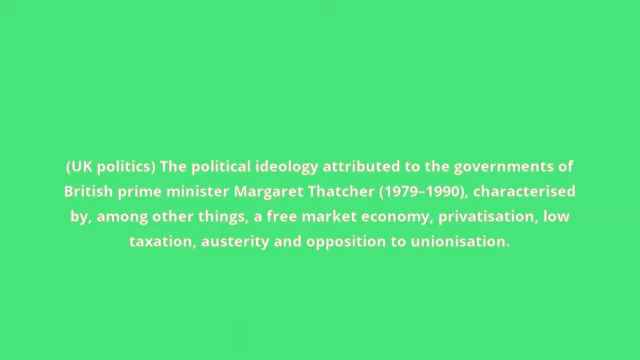 (UK politics) The political ideology attributed to the governments of
British prime minister Margaret Thatcher (1979–1990), characterised
by, among other things, a free market economy, privatisation, low
taxation, austerity and opposition to unionisation.